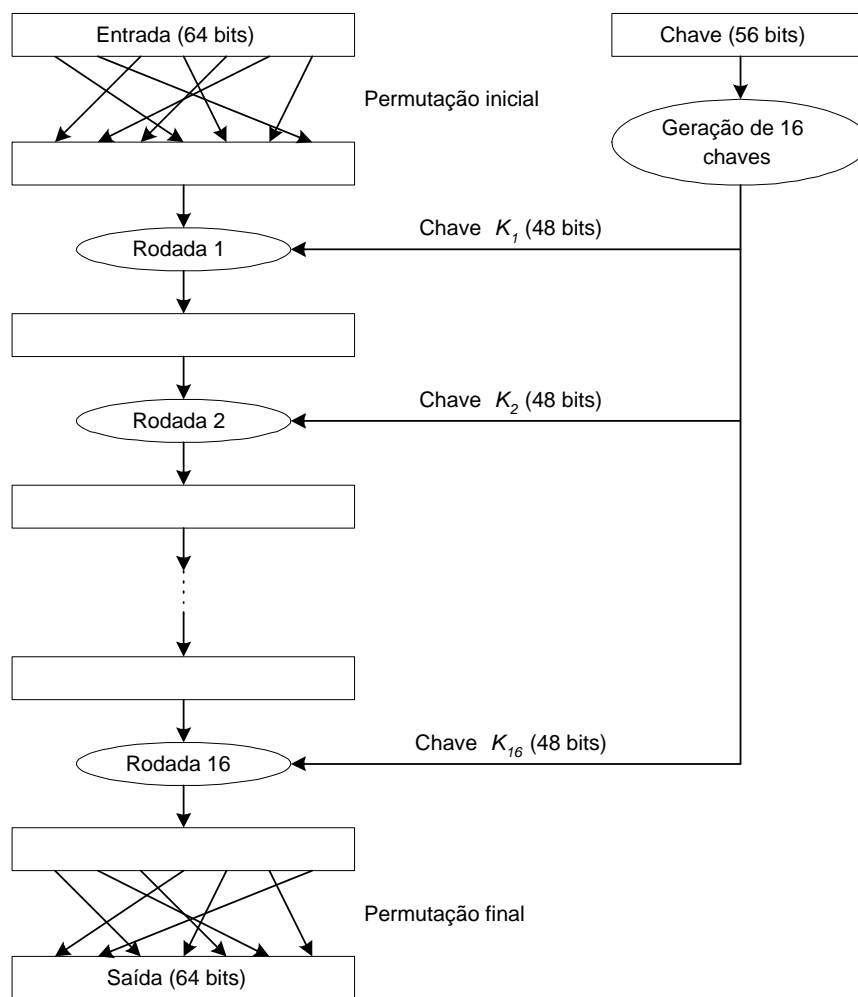 Entrada (64 bits)
Chave (56 bits)
Permutação inicial
Geração de 16
chaves
Chave K1 (48 bits)
Rodada 1
Chave K2 (48 bits)
Rodada 2
Chave K16 (48 bits)
Rodada 16
Permutação final
Saída (64 bits)